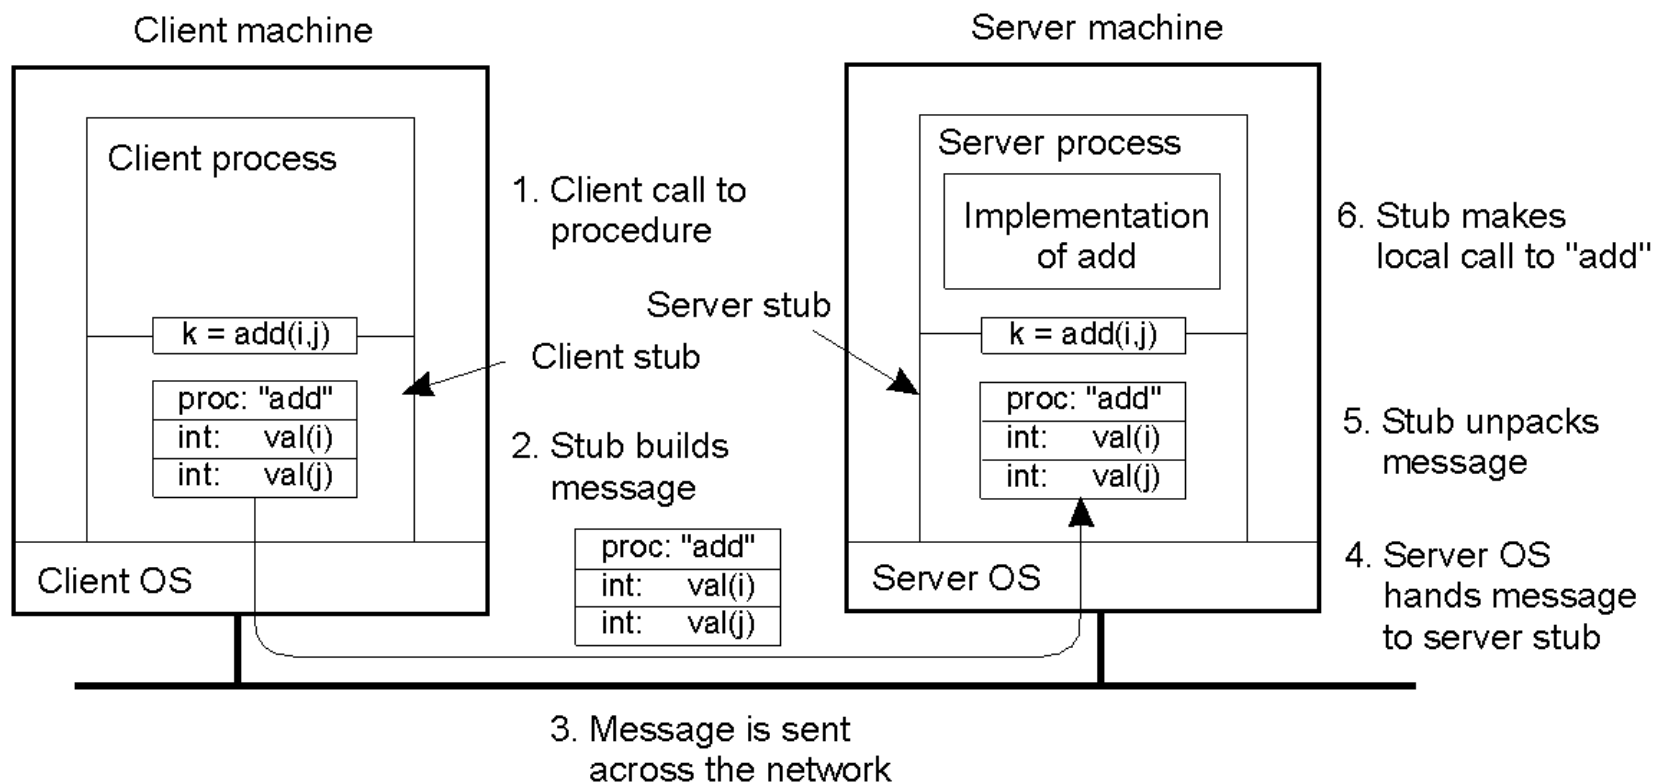 Client machine
Client process
k = add(i,j)
proc: "add"
int: val(i)
int: val(j)
Client OS
1. Client call to
procedure
Client stub
2. Stub builds
message
proc: "add"
int: val(i)
int: val(j)
3. Message is sent
across the network
Server machine
Server process
Implementation
of add
Server stub
k = add(i,j)
proc: "add"
int: val(i)
int: val(j)
Server OS
6. Stub makes
local call to "add"
5. Stub unpacks
message
4. Server OS
hands message
to server stub